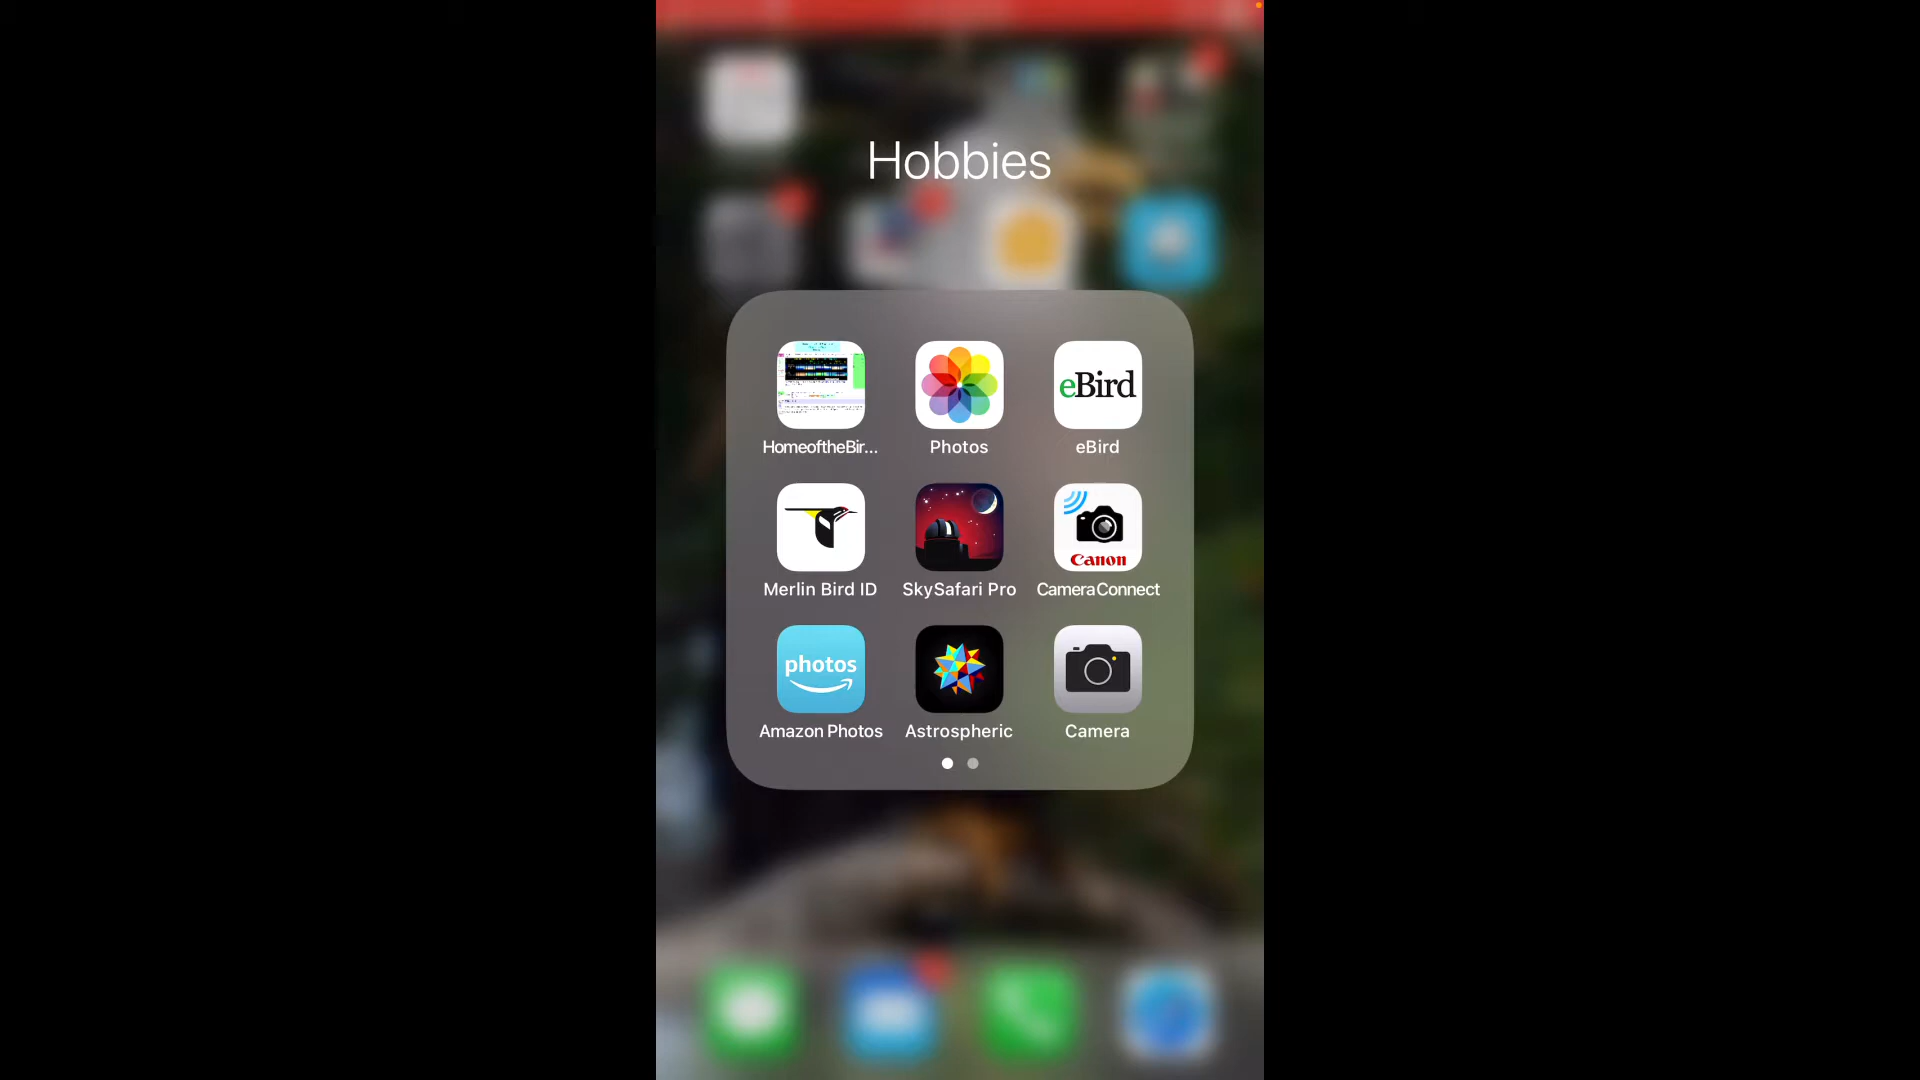 Hobbies
eBird
HomeoftheBir...
Photos
eBird
Canon
Merlin Bird ID
SkySafari Pro
CameraConnect
photos
Amazon Photos
Astrospheric
Camera